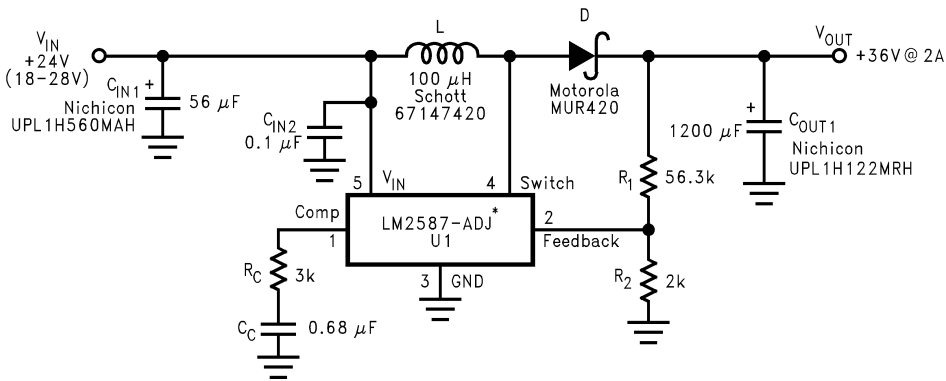 L
D
V_IN
+24V
(18-28V)
C_IN1 +
Nichicon
UPL1H560MAH
56 μF
100 μH
Schott
67147420
Motorola
MUR420
V_OUT
+36V @ 2A
C_IN2
0.1 μF
+
1200 μF
C_OUT1
Nichicon
UPL1H122MRH
R_1
56.3k
5
V_IN
4
Switch
Comp
1
LM2587-ADJ*
U1
2
Feedback
3
GND
R_C
3k
R_2
2k
C_C
0.68 μF